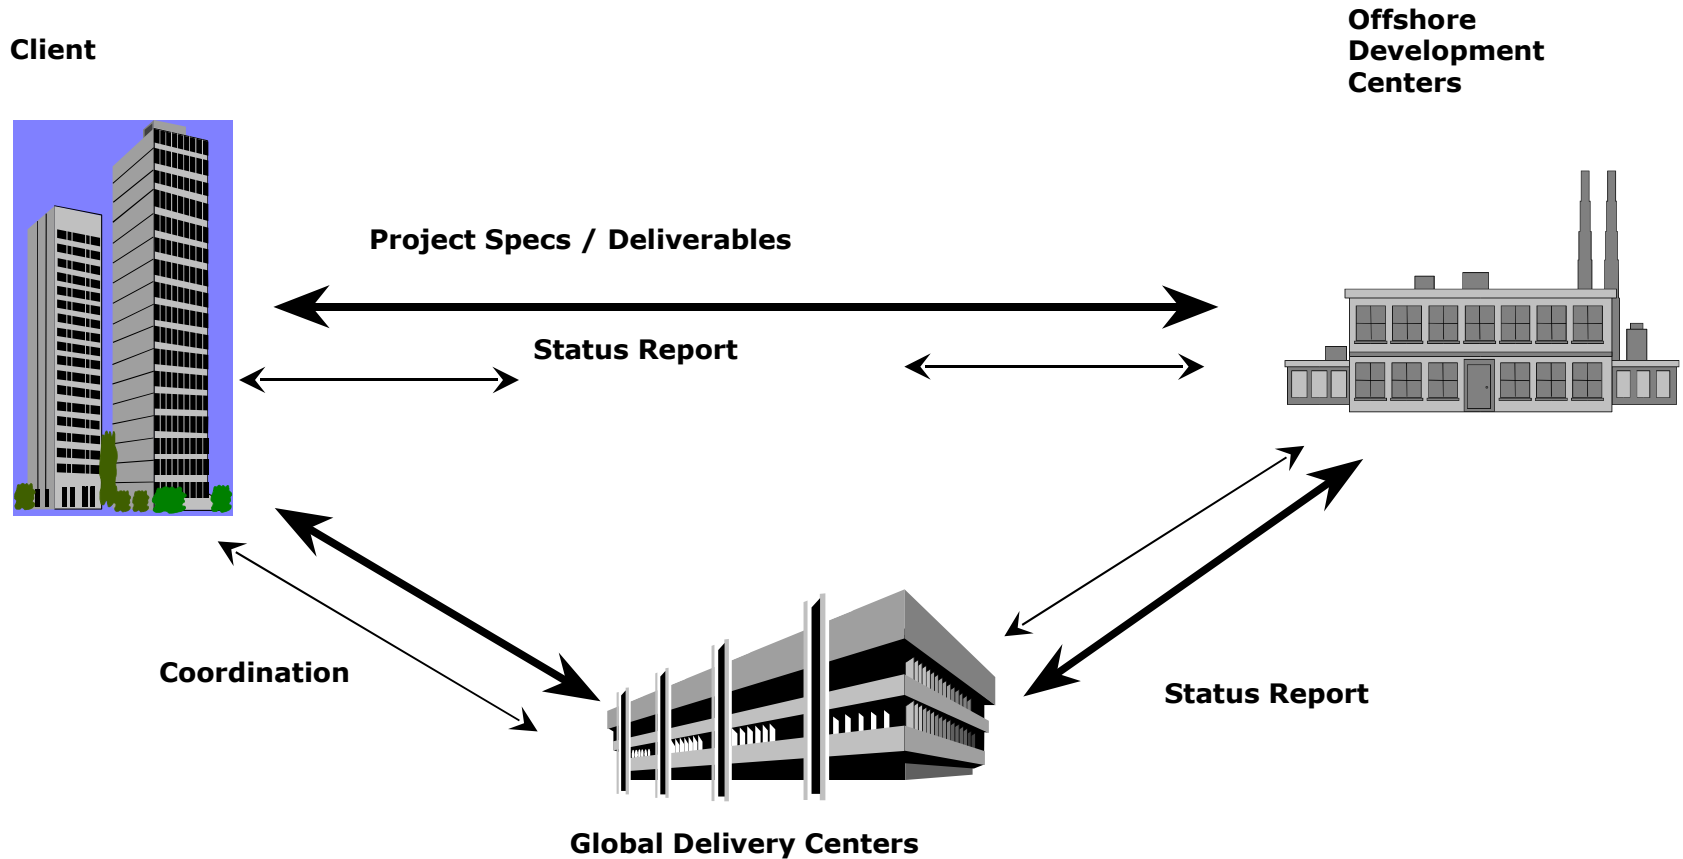 Client
Offshore
Development
Centers
Project Specs / Deliverables
Status Report
Coordination
Status Report
Global Delivery Centers